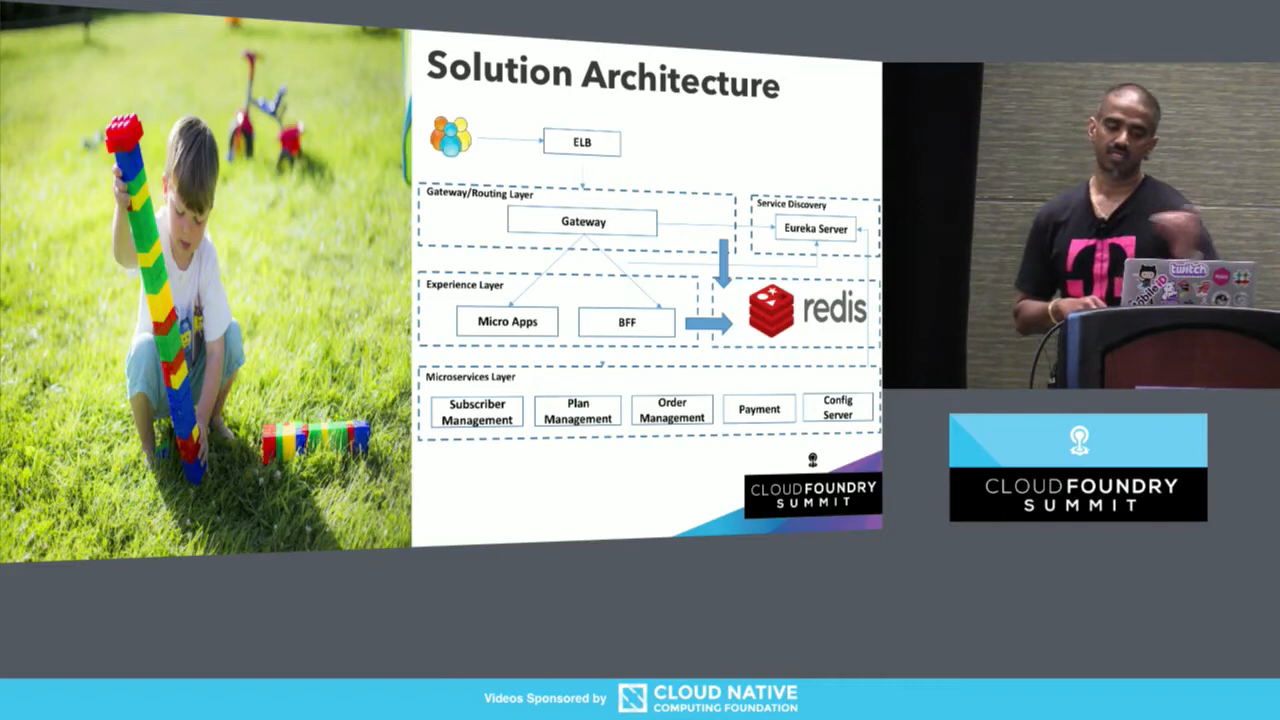 Solution Architecture
ELB
Gateway/Routing Layer
Gateway
Service Discovery
Eureka Server
Experience Layer
Micro Apps
BFF
redis
Microservices Layer
Subscriber
Management
Plan
Management
Order
Management
Payment
Config
Server
CLOUDFOUNDRY
SUMMIT
twitch
CLOUDFOUNDRY
SUMMIT
Videos Sponsored by
CLOUD NATIVE
COMPUTING FOUNDATION